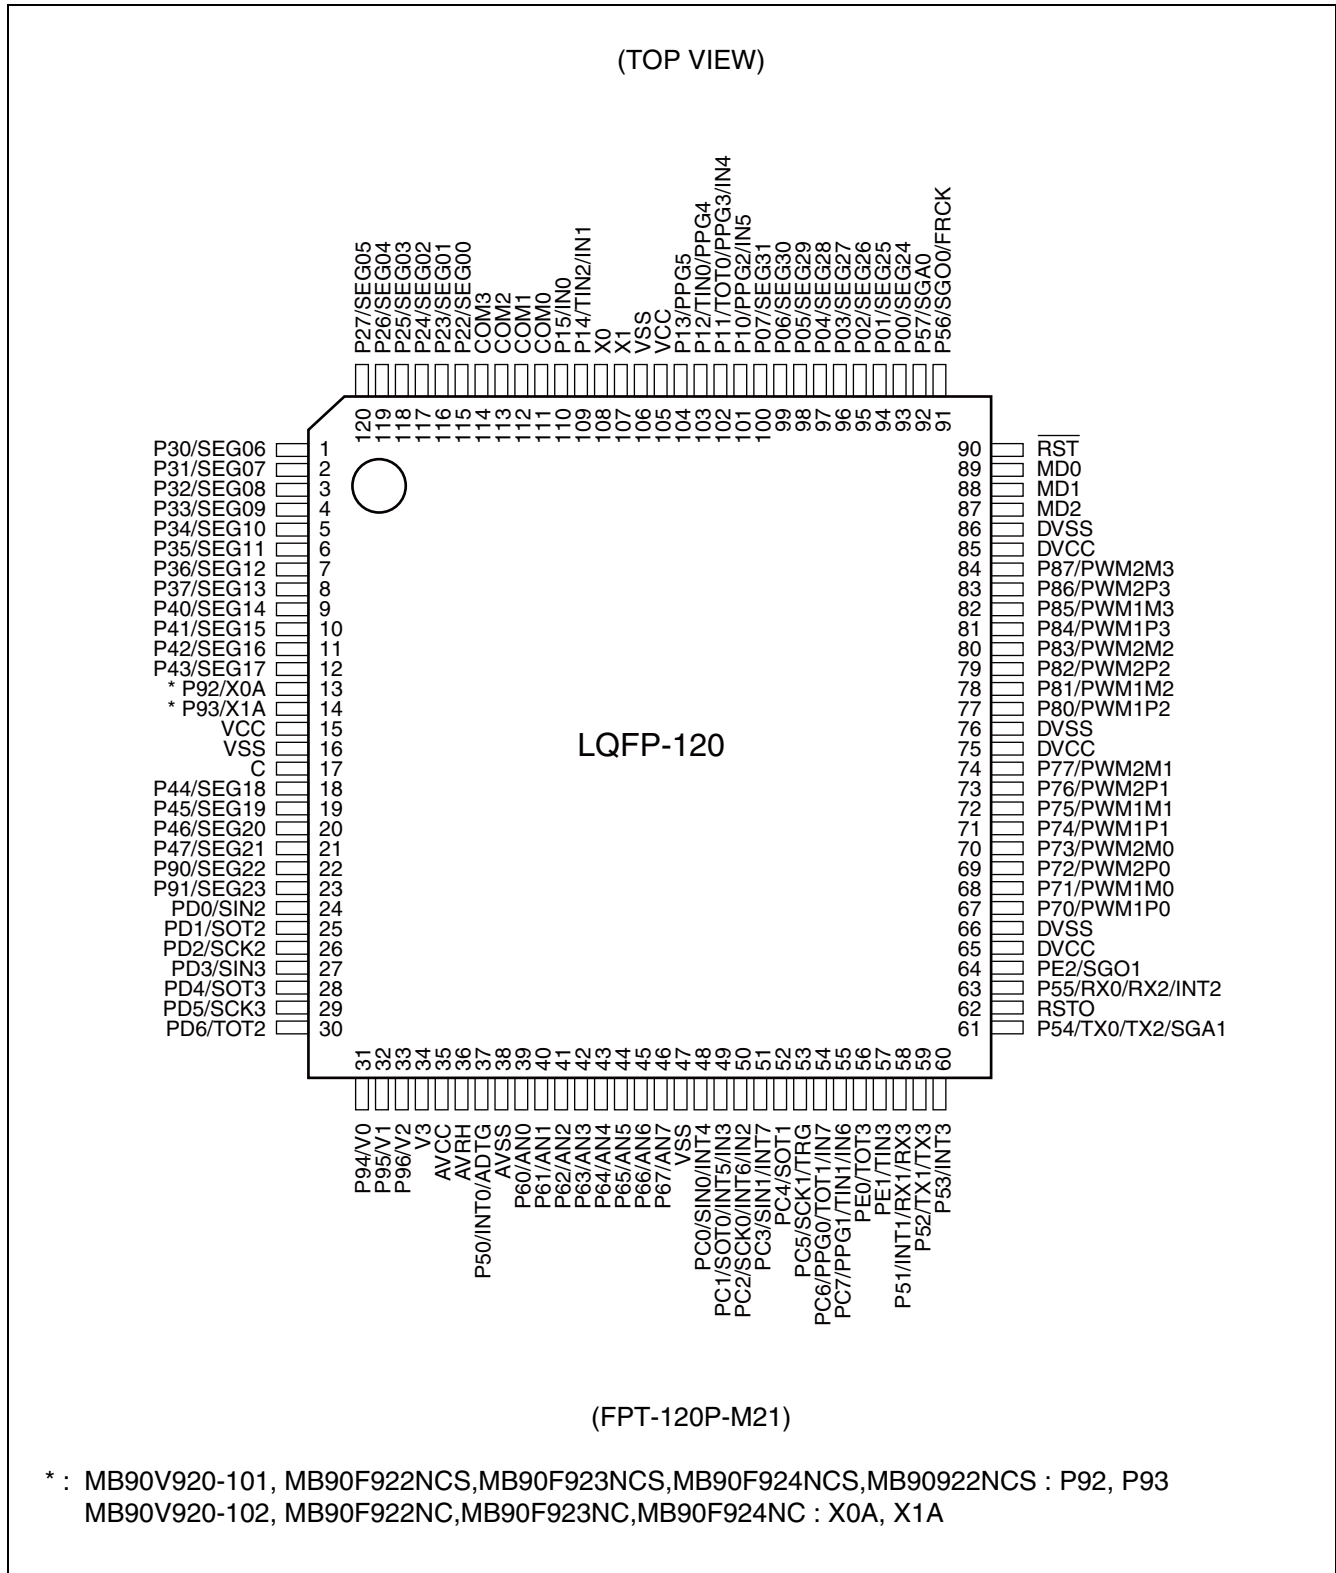 (TOP VIEW)
P27/SEG05
P26/SEG04
P25/SEG03
P24/SEG02
P23/SEG01
P22/SEG00
COM3
COM2
COM1
COM0
P15/IN0
P14/TIN2/IN1
X0
X1
VSS
VCC
P13/PPG5
P12/TIN0/PPG4
P11/TOT0/PPG3/IN4
P10/PPG2/IN5
P07/SEG31
P06/SEG30
P05/SEG29
P04/SEG28
P03/SEG27
P02/SEG26
P01/SEG25
P00/SEG24
P57/SGA0
P56/SGO0/FRCK
120
119
118
117
116
115
114
113
112
111
110
109
108
107
106
105
104
103
102
101
100
99
98
97
96
95
94
93
92
91
P30/SEG06 1
P31/SEG07 2
P32/SEG08 3
P33/SEG09 4
P34/SEG10 5
P35/SEG11 6
P36/SEG12 7
P37/SEG13 8
P40/SEG14 9
P41/SEG15 10
P42/SEG16 11
P43/SEG17 12
* P92/X0A 13
* P93/X1A 14
VCC 15
VSS 16
C 17
P44/SEG18 18
P45/SEG19 19
P46/SEG20 20
P47/SEG21 21
P90/SEG22 22
P91/SEG23 23
PD0/SIN2 24
PD1/SOT2 25
PD2/SCK2 26
PD3/SIN3 27
PD4/SOT3 28
PD5/SCK3 29
PD6/TOT2 30
LQFP-120
90 RST
89 MD0
88 MD1
87 MD2
86 DVSS
85 DVCC
84 P87/PWM2M3
83 P86/PWM2P3
82 P85/PWM1M3
81 P84/PWM1P3
80 P83/PWM2M2
79 P82/PWM2P2
78 P81/PWM1M2
77 P80/PWM1P2
76 DVSS
75 DVCC
74 P77/PWM2M1
73 P76/PWM2P1
72 P75/PWM1M1
71 P74/PWM1P1
70 P73/PWM2M0
69 P72/PWM2P0
68 P71/PWM1M0
67 P70/PWM1P0
66 DVSS
65 DVCC
64 PE2/SGO1
63 P55/RX0/RX2/INT2
62 RSTO
61 P54/TX0/TX2/SGA1
31
32
33
34
35
36
37
38
39
40
41
42
43
44
45
46
47
48
49
50
51
52
53
54
55
56
57
58
59
60
P94/V0
P95/V1
P96/V2
V3
AVCC
AVRH
P50/INT0/ADTG
AVSS
P60/AN0
P61/AN1
P62/AN2
P63/AN3
P64/AN4
P65/AN5
P66/AN6
P67/AN7
VSS
PC0/SIN0/INT4
PC1/SOT0/INT5/IN3
PC2/SCK0/INT6/IN2
PC3/SIN1/INT7
PC4/SOT1
PC5/SCK1/TRG
PC6/PPG0/TOT1/IN7
PC7/PPG1/TIN1/IN6
PE0/TOT3
PE1/TIN3
P51/INT1/RX1/RX3
P52/TX1/TX3
P53/INT3
(FPT-120P-M21)
* : MB90V920-101, MB90F922NCS,MB90F923NCS,MB90F924NCS,MB90922NCS : P92, P93
MB90V920-102, MB90F922NC,MB90F923NC,MB90F924NC : X0A, X1A